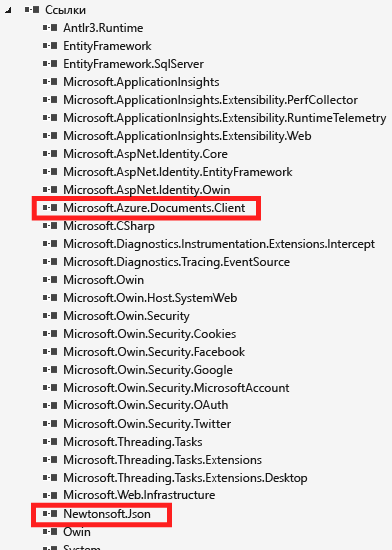 Ссылки
Antlr3.Runtime
EntityFramework
EntityFramework.SqlServer
Microsoft.ApplicationInsights
Microsoft.ApplicationInsights.Extensibility.PerfCollector
Microsoft.ApplicationInsights.Extensibility.RuntimeTelemetry
Microsoft.ApplicationInsights.Extensibility.Web
Microsoft.AspNet.Identity.Core
Microsoft.AspNet.Identity.EntityFramework
Microsoft.AspNet.Identity.Owin
Microsoft.Azure.Documents.Client
Microsoft.CSharp
Microsoft.Diagnostics.Instrumentation.Extensions.Intercept
Microsoft.Diagnostics.Tracing.EventSource
Microsoft.Owin
Microsoft.Owin.Host.SystemWeb
Microsoft.Owin.Security
Microsoft.Owin.Security.Cookies
Microsoft.Owin.Security.Facebook
Microsoft.Owin.Security.Google
Microsoft.Owin.Security.MicrosoftAccount
Microsoft.Owin.Security.OAuth
Microsoft.Owin.Security.Twitter
Microsoft.Threading.Tasks
Microsoft.Threading.Tasks.Extensions
Microsoft.Threading.Tasks.Extensions.Desktop
Microsoft.Web.Infrastructure
Newtonsoft.Json
Owin
System